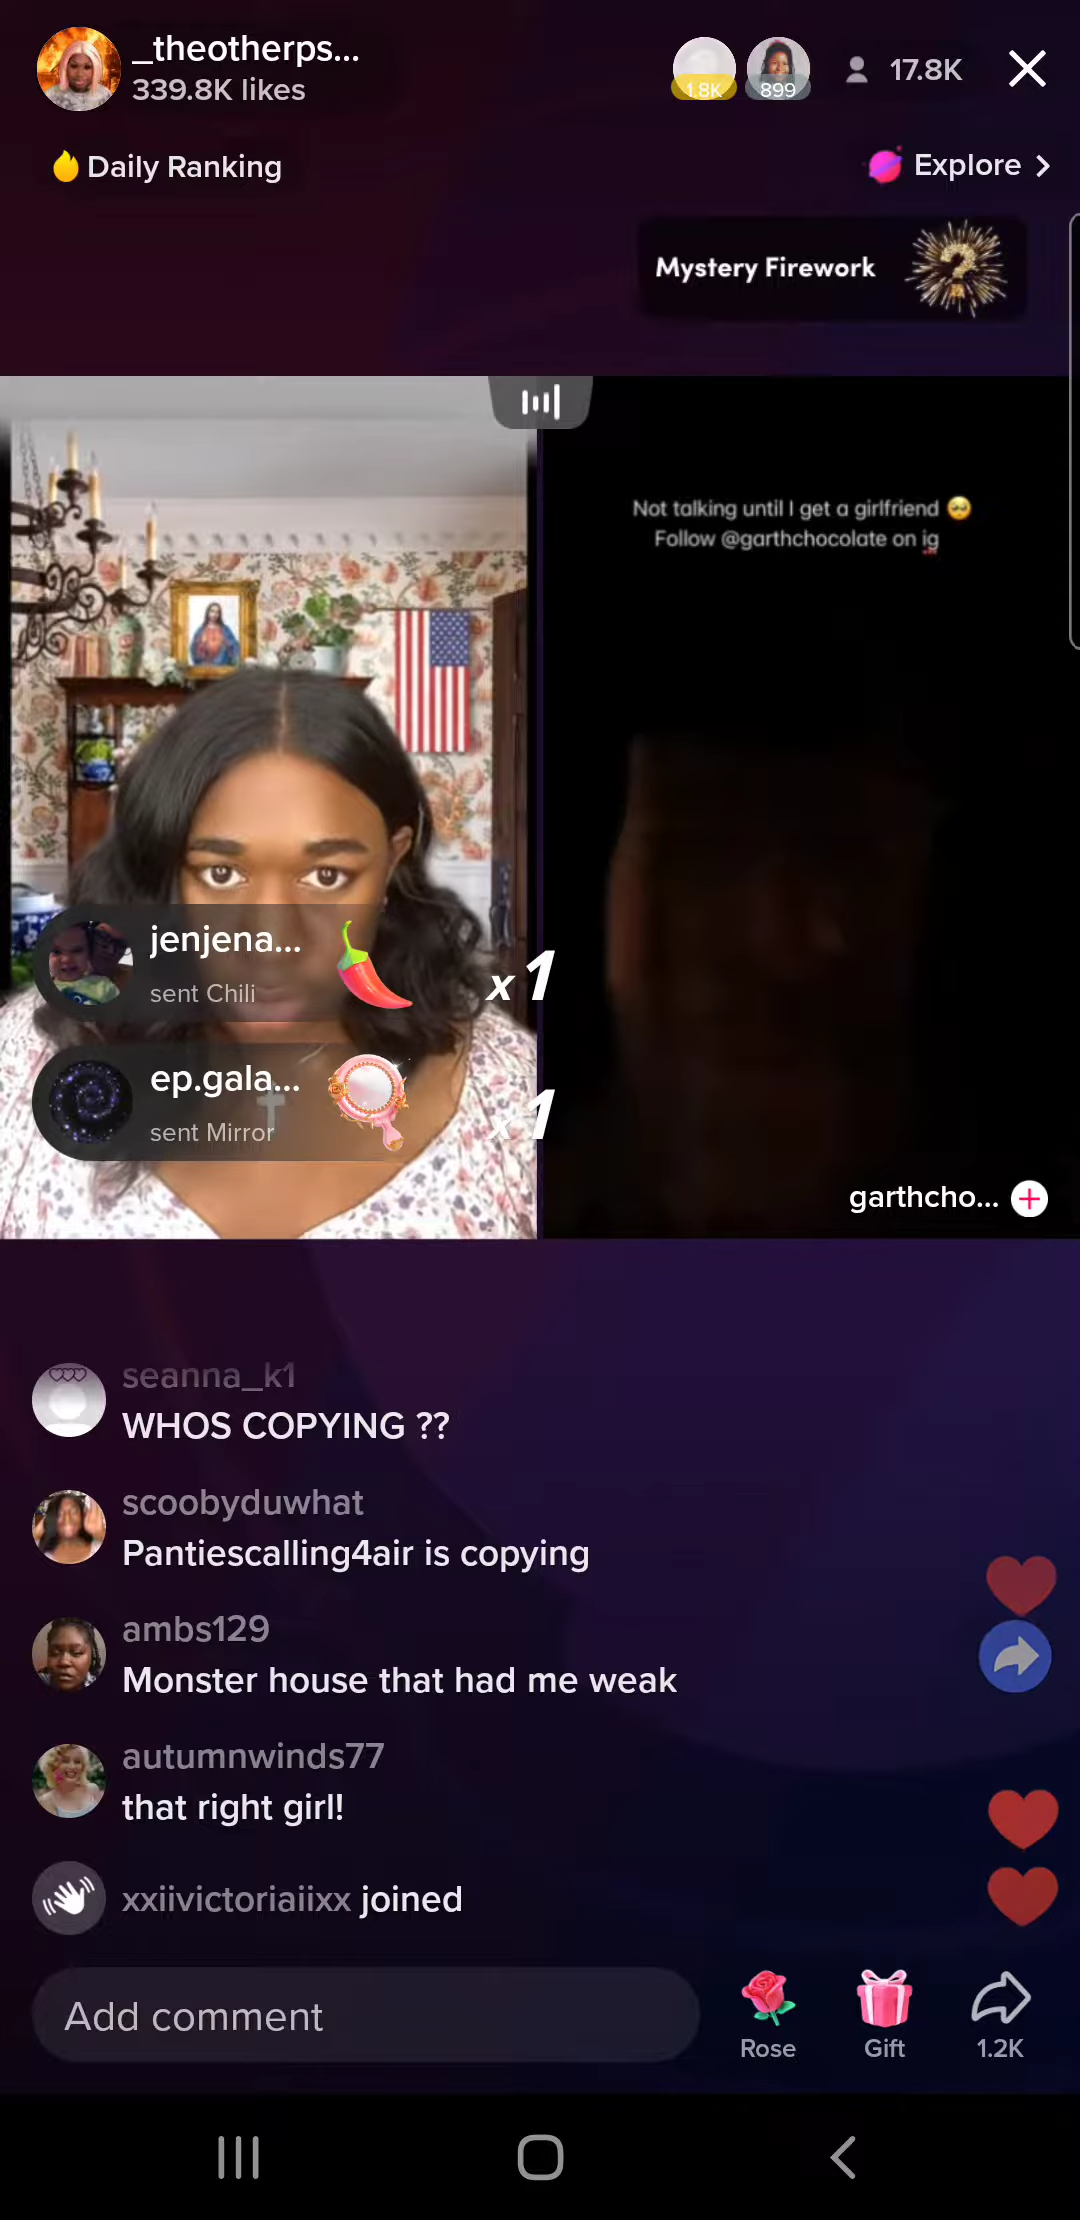 _theotherps...
339.8K likes
1.8K
899
17.8K
Daily Ranking
Explore >
Mystery Firework
Not talking until I get a girlfriend 🥺
Follow @garthchocolate on ig
jenjena...
sent Chili
x1
ep.gala...
sent Mirror
x1
garthcho...
seanna_k1
WHOS COPYING ??
scoobyduwhat
Pantiescalling4air is copying
ambs129
Monster house that had me weak
autumnwinds77
that right girl!
xxiivictoriaiixx joined
Add comment
Rose
Gift
1.2K